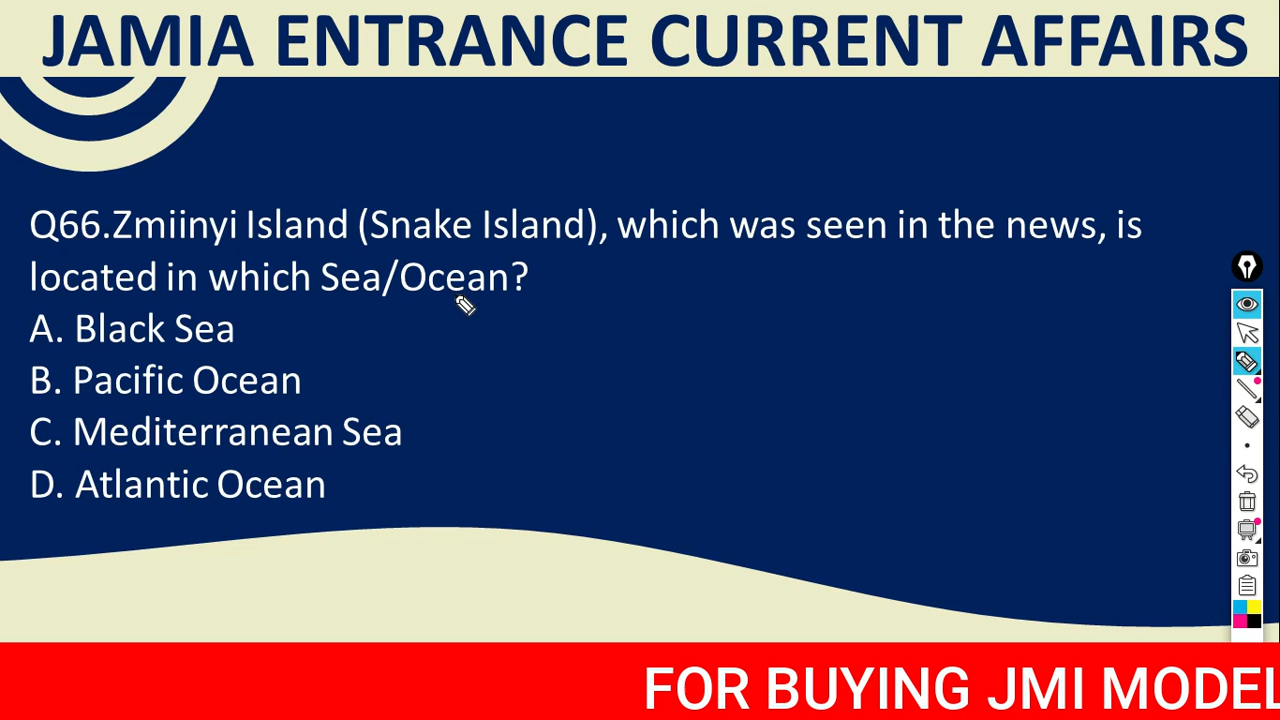 JAMIA ENTRANCE CURRENT AFFAIRS
Q66.Zmiinyi Island (Snake Island), which was seen in the news, is
located in which Sea/Ocean?
A. Black Sea
B. Pacific Ocean
C. Mediterranean Sea
D. Atlantic Ocean
FOR BUYING JMI MODEL